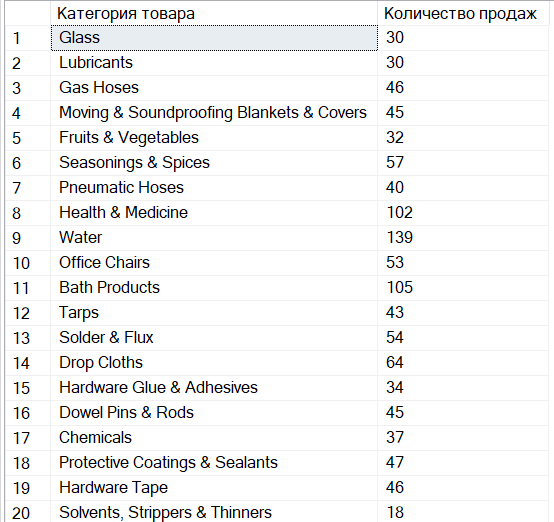 Категория товара Количество продаж
1 Glass 30
2 Lubricants 30
3 Gas Hoses 46
4 Moving & Soundproofing Blankets & Covers 45
5 Fruits & Vegetables 32
6 Seasonings & Spices 57
7 Pneumatic Hoses 40
8 Health & Medicine 102
9 Water 139
10 Office Chairs 53
11 Bath Products 105
12 Tarps 43
13 Solder & Flux 54
14 Drop Cloths 64
15 Hardware Glue & Adhesives 34
16 Dowel Pins & Rods 45
17 Chemicals 37
18 Protective Coatings & Sealants 47
19 Hardware Tape 46
20 Solvents, Strippers & Thinners 18